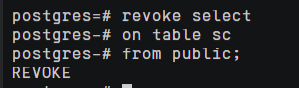 postgres=# revoke select
postgres-# on table sc
postgres-# from public;
REVOKE
postgres=#